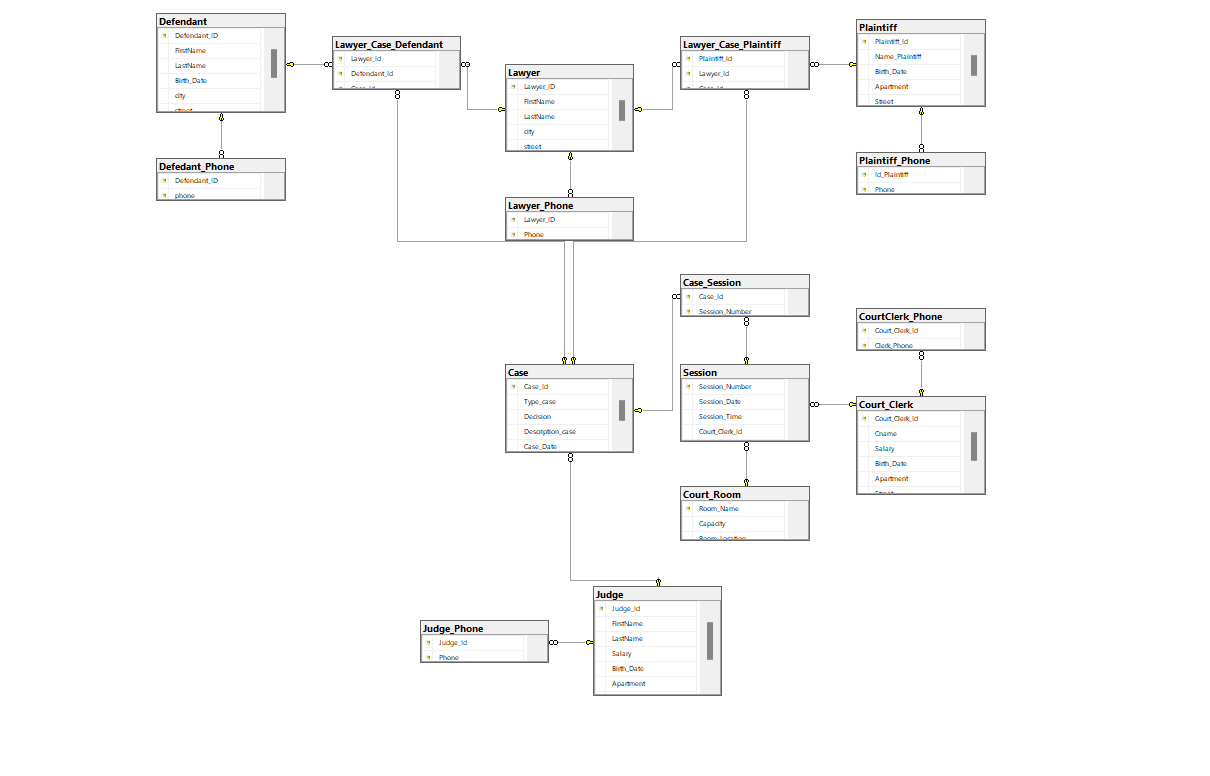 Defendant
Defendant_ID
FirstName
LastName
Birth_Date
city
street
Lawyer_Case_Defendant
Lawyer_Id
Defendant_Id
Case_Id
Lawyer
Lawyer_ID
FirstName
LastName
city
street
Lawyer_Case_Plaintiff
Plaintiff_Id
Lawyer_Id
Case_Id
Plaintiff
Plaintiff_Id
Name_Plaintiff
Birth_Date
Apartment
Street
Defedant_Phone
Defendant_ID
phone
Lawyer_Phone
Lawyer_ID
Phone
Plaintiff_Phone
Id_Plaintiff
Phone
Case_Session
Case_Id
Session_Number
CourtClerk_Phone
Court_Clerk_Id
Clerk_Phone
Case
Case_Id
Type_case
Decision
Description_case
Case_Date
Session
Session_Number
Session_Date
Session_Time
Court_Clerk_Id
Court_Clerk
Court_Clerk_Id
Cname
Salary
Birth_Date
Apartment
Street
Court_Room
Room_Name
Capacity
Room_Location
Judge_Phone
Judge_Id
Phone
Judge
Judge_Id
FirstName
LastName
Salary
Birth_Date
Apartment